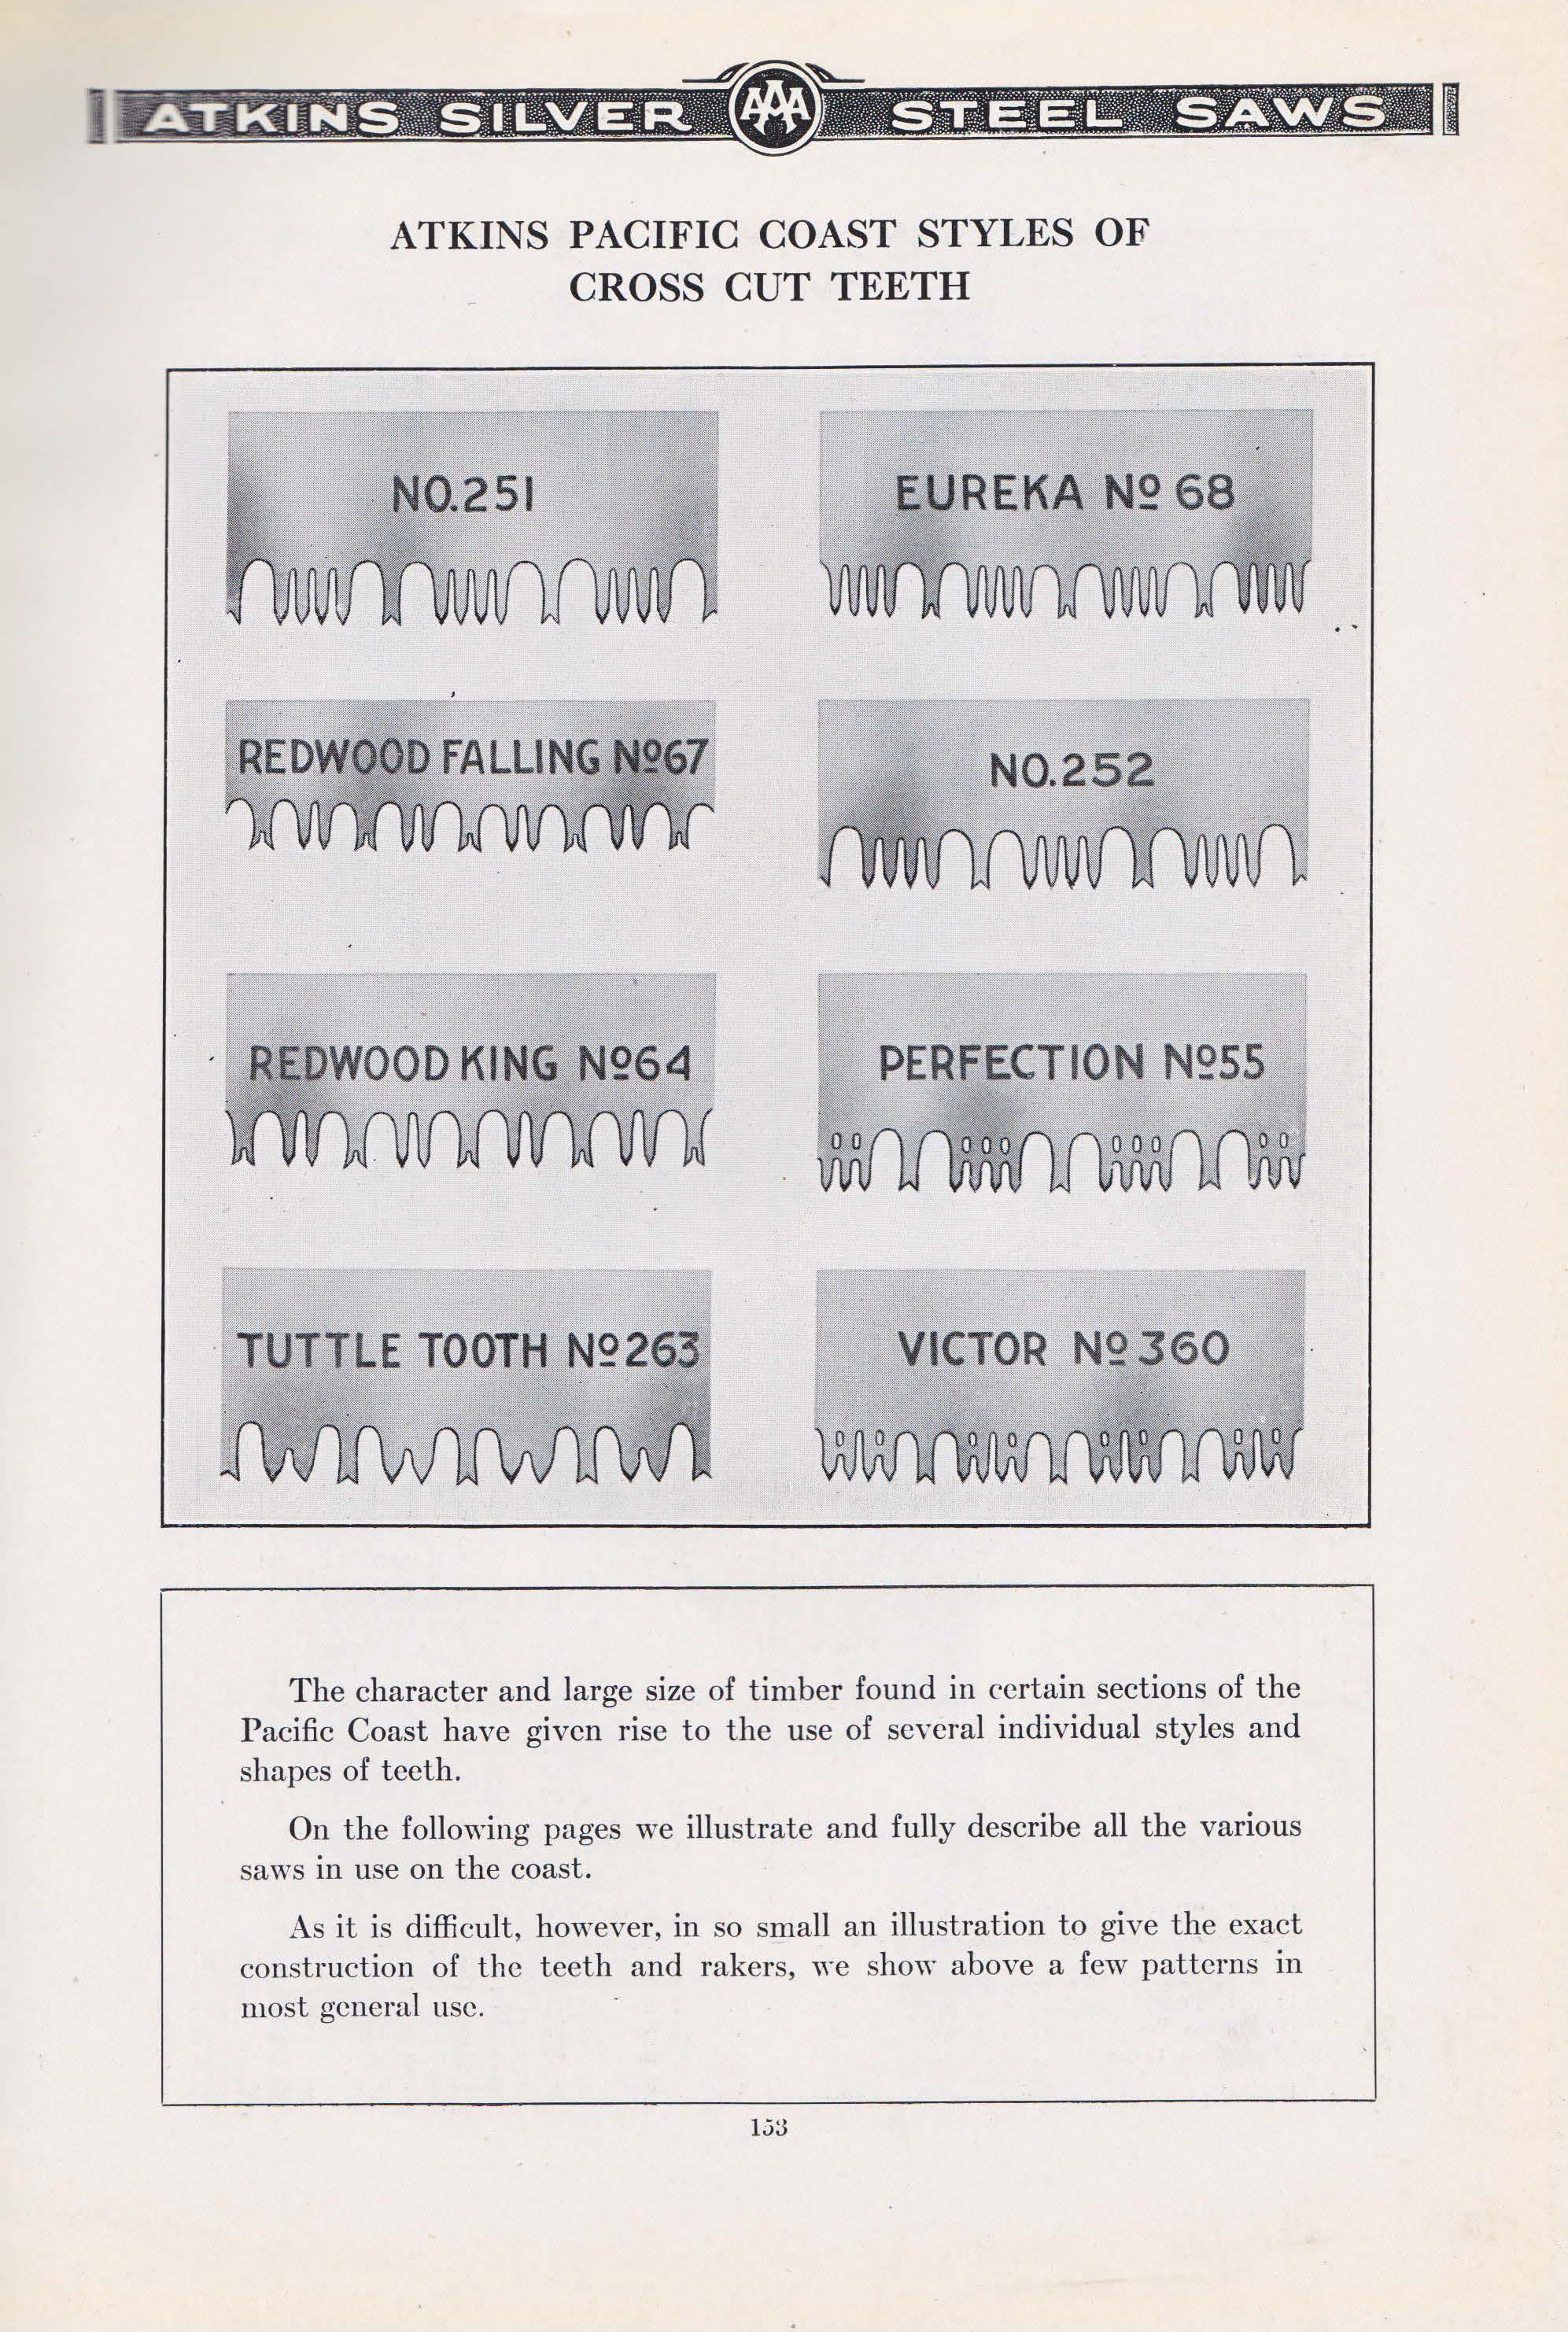 ATKINS SILVER AAA STEEL SAWS
ATKINS PACIFIC COAST STYLES OF
CROSS CUT TEETH
NO.251
EUREKA Nº 68
REDWOOD FALLING Nº67
NO.252
REDWOOD KING Nº64
PERFECTION Nº55
TUTTLE TOOTH Nº263
VICTOR Nº 360
The character and large size of timber found in certain sections of the
Pacific Coast have given rise to the use of several individual styles and
shapes of teeth.
On the following pages we illustrate and fully describe all the various
saws in use on the coast.
As it is difficult, however, in so small an illustration to give the exact
construction of the teeth and rakers, we show above a few patterns in
most general use.
153